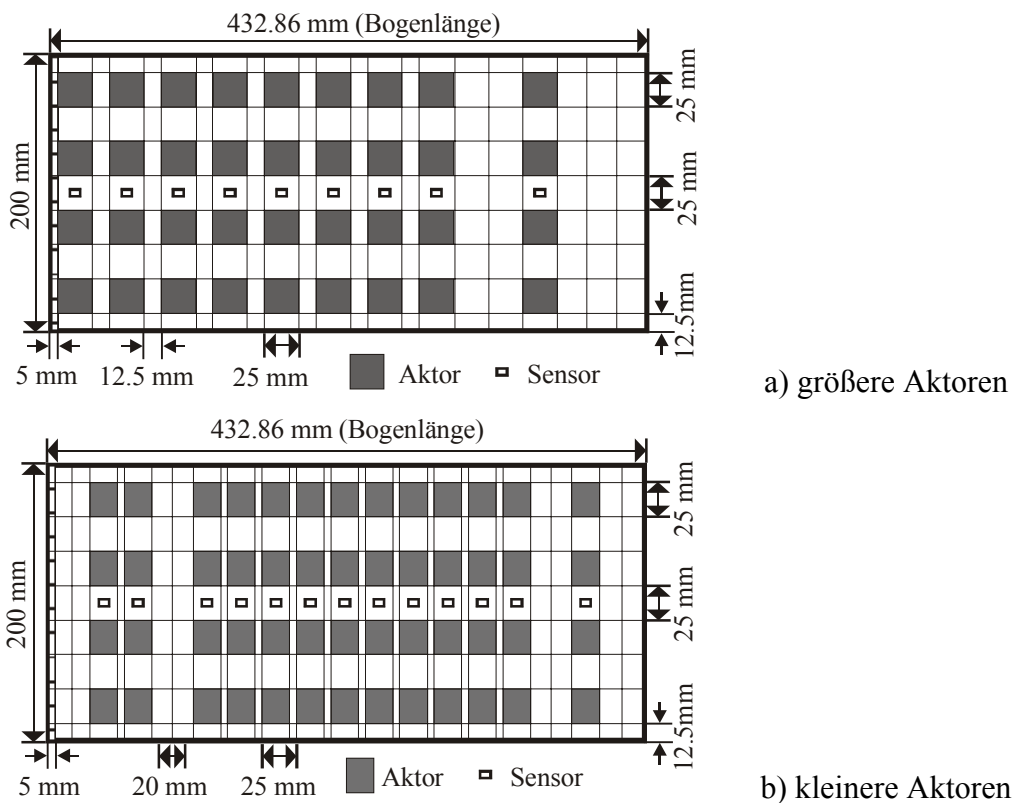 432.86 mm (Bogenlänge)
25 mm
200 mm
25 mm
12.5mm
5 mm 12.5 mm 25 mm Aktor Sensor
a) größere Aktoren
432.86 mm (Bogenlänge)
25 mm
200 mm
25 mm
12.5mm
5 mm 20 mm 25 mm Aktor Sensor
b) kleinere Aktoren